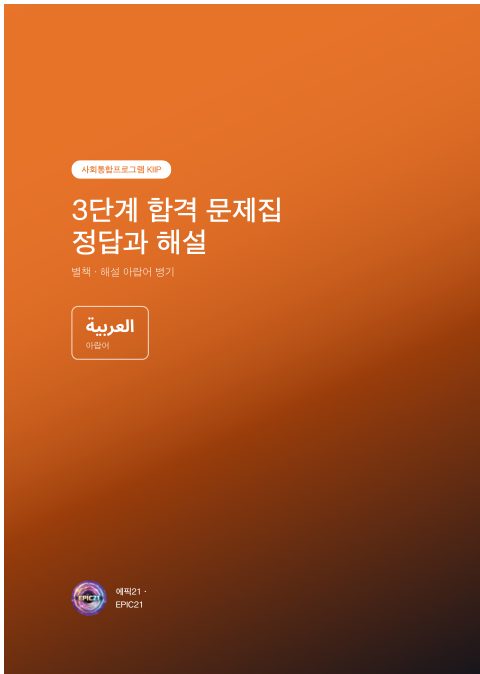 사회통합프로그램 KIIP
3단계 합격 문제집
정답과 해설
별책 · 해설 아랍어 병기
العربية
아랍어
EPIC21
에픽21 ·
EPIC21